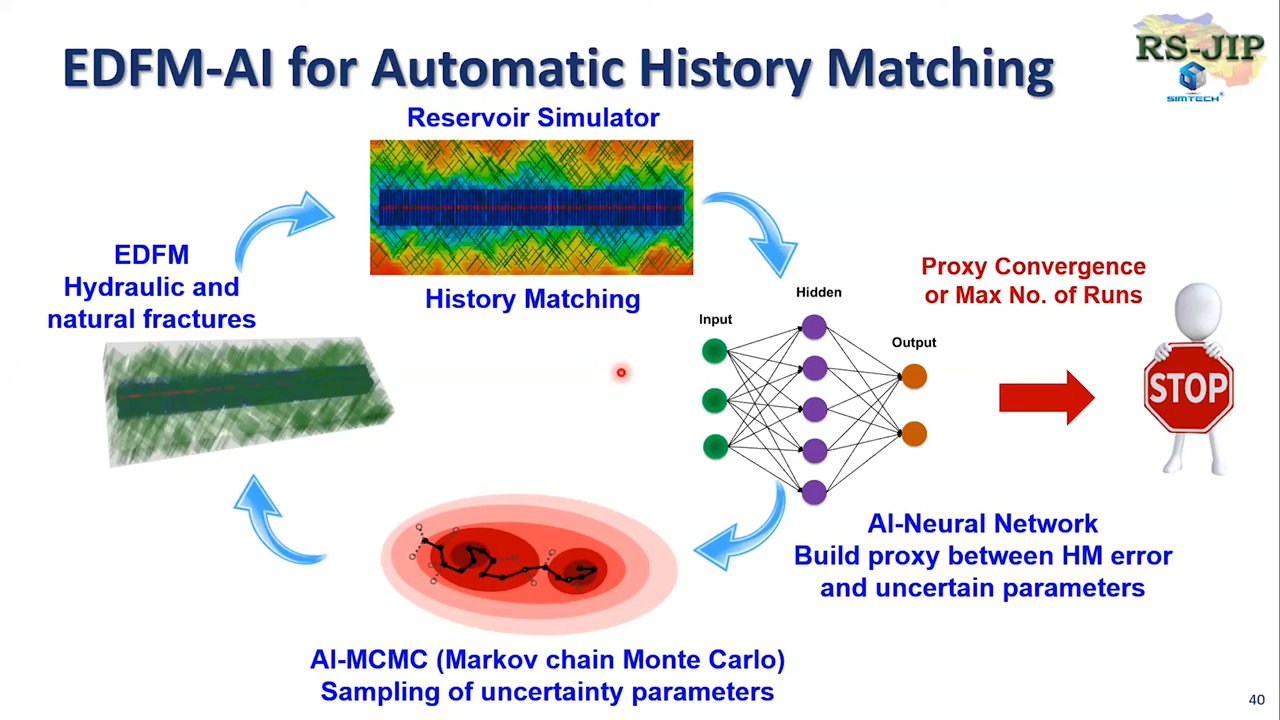 EDFM-AI for Automatic History Matching
RS-JIP
SIMTECH
Reservoir Simulator
EDFM
Hydraulic and
natural fractures
History Matching
Input
Hidden
Output
Proxy Convergence
or Max No. of Runs
STOP
AI-Neural Network
Build proxy between HM error
and uncertain parameters
AI-MCMC (Markov chain Monte Carlo)
Sampling of uncertainty parameters
40